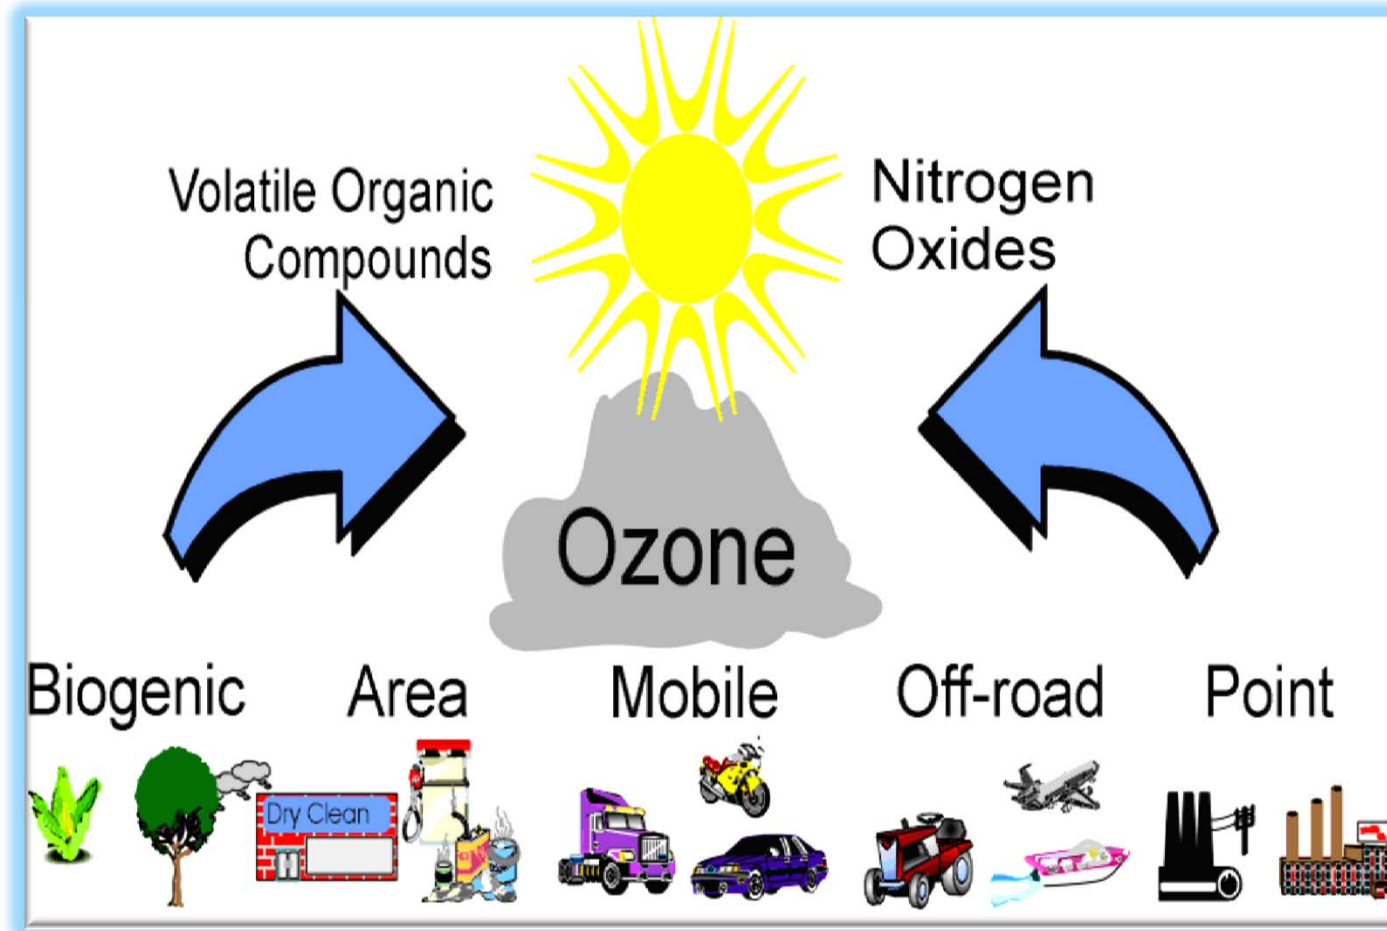 Volatile Organic
Compounds
Nitrogen
Oxides
Ozone
Biogenic
Area
Mobile
Off-road
Point
Dry Clean